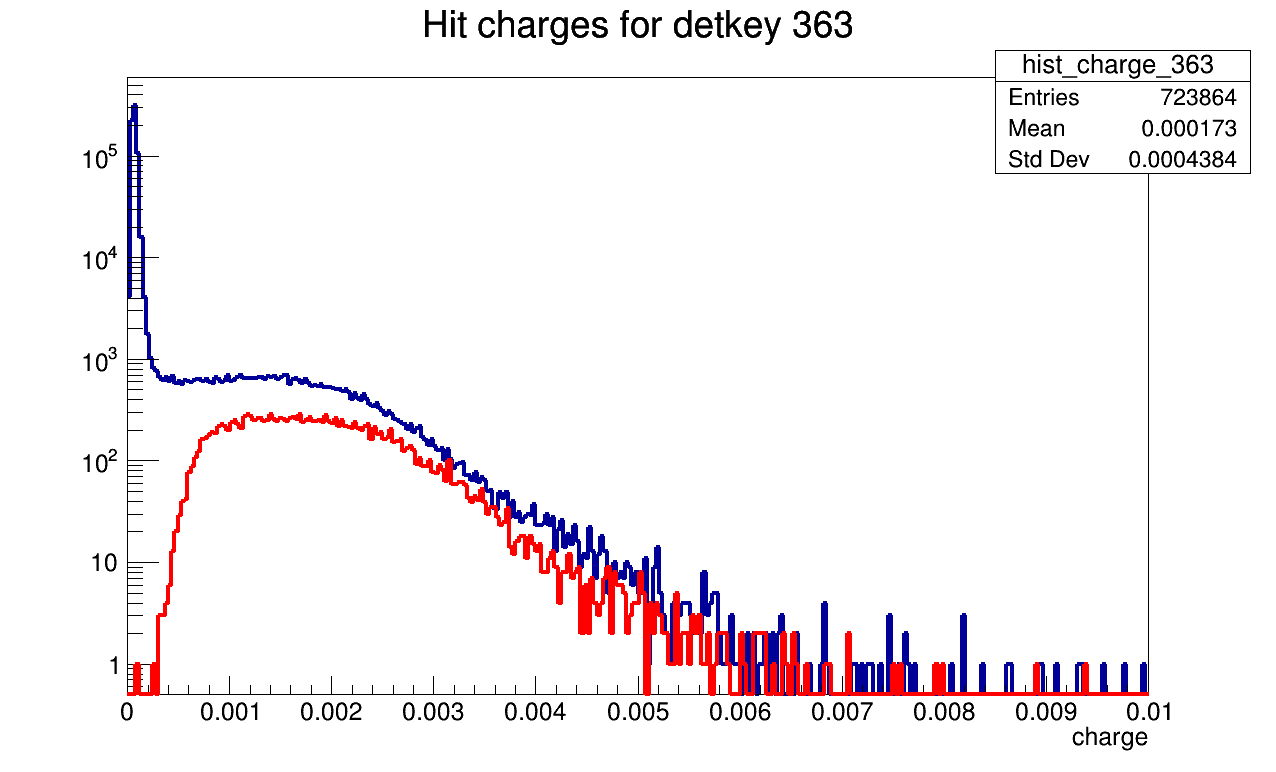 Hit charges for detkey 363
hist_charge_363
Entries 723864
Mean 0.000173
Std Dev 0.0004384
10^5
10^4
10^3
10^2
10
1
0 0.001 0.002 0.003 0.004 0.005 0.006 0.007 0.008 0.009 0.01
charge